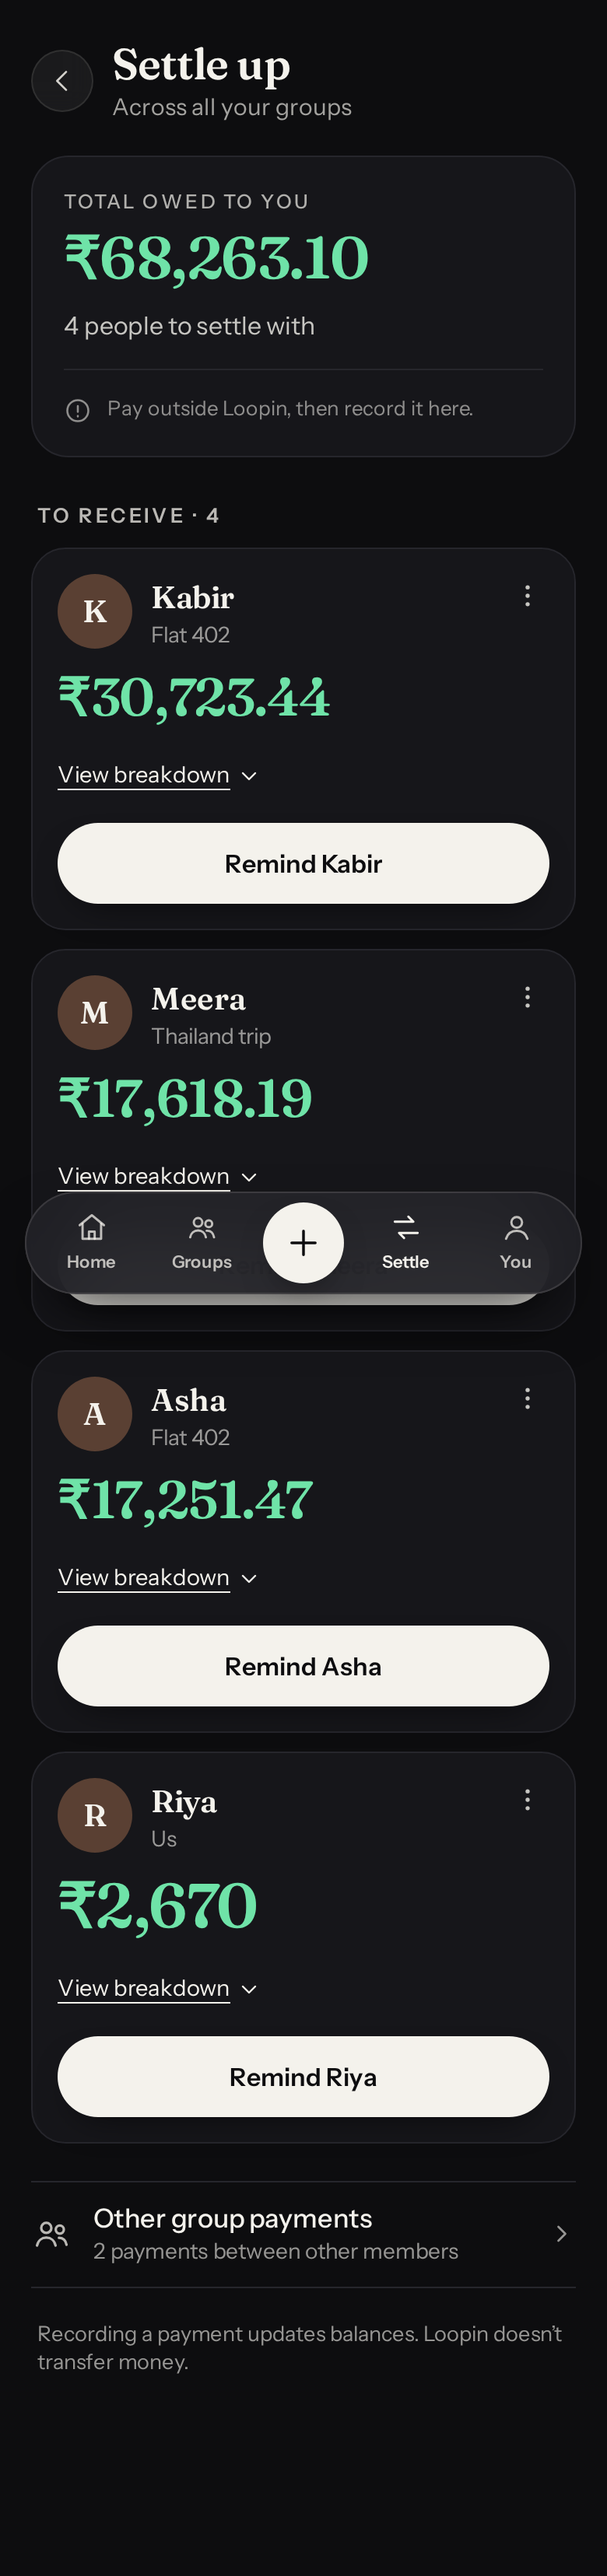 Settle up
Across all your groups
TOTAL OWED TO YOU
₹68,263.10
4 people to settle with
Pay outside Loopin, then record it here.
TO RECEIVE · 4
K
Kabir
Flat 402
₹30,723.44
View breakdown
Remind Kabir
M
Meera
Thailand trip
₹17,618.19
View breakdown
Home
Groups
Settle
You
A
Asha
Flat 402
₹17,251.47
View breakdown
Remind Asha
R
Riya
Us
₹2,670
View breakdown
Remind Riya
Other group payments
2 payments between other members
Recording a payment updates balances. Loopin doesn’t
transfer money.